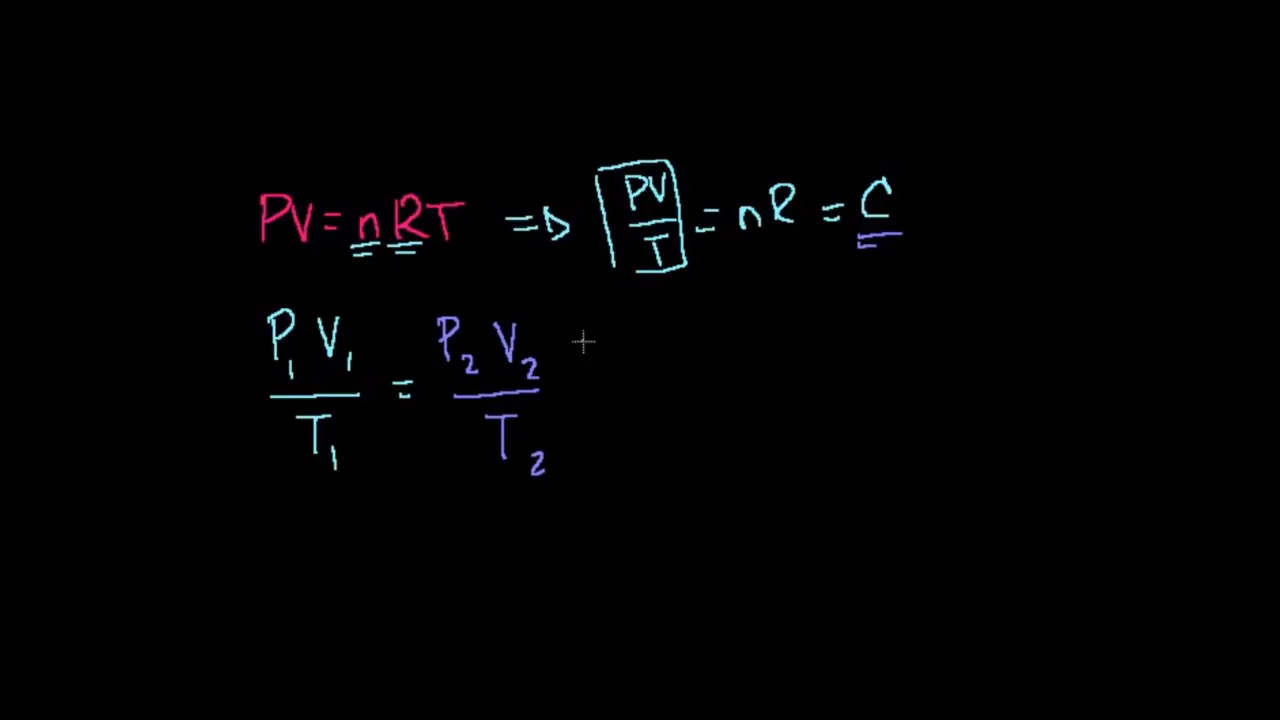 PV = nRT ⇒ PV/T = nR = C
P₁V₁/T₁ = P₂V₂/T₂